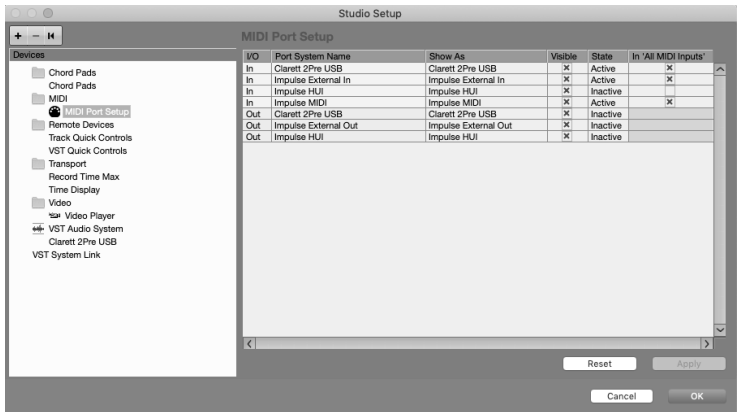 Studio Setup
MIDI Port Setup
Devices
Chord Pads
Chord Pads
MIDI
MIDI Port Setup
Remote Devices
Track Quick Controls
VST Quick Controls
Transport
Record Time Max
Time Display
Video
Video Player
VST Audio System
Clarett 2Pre USB
VST System Link
I/O Port System Name Show As Visible State In 'All MIDI Inputs'
In Clarett 2Pre USB Clarett 2Pre USB Active
In Impulse External In Impulse External In Active
In Impulse HUI Impulse HUI Inactive
In Impulse MIDI Impulse MIDI Active
Out Clarett 2Pre USB Clarett 2Pre USB Inactive
Out Impulse External Out Impulse External Out Inactive
Out Impulse HUI Impulse HUI Inactive
Reset Apply
Cancel OK